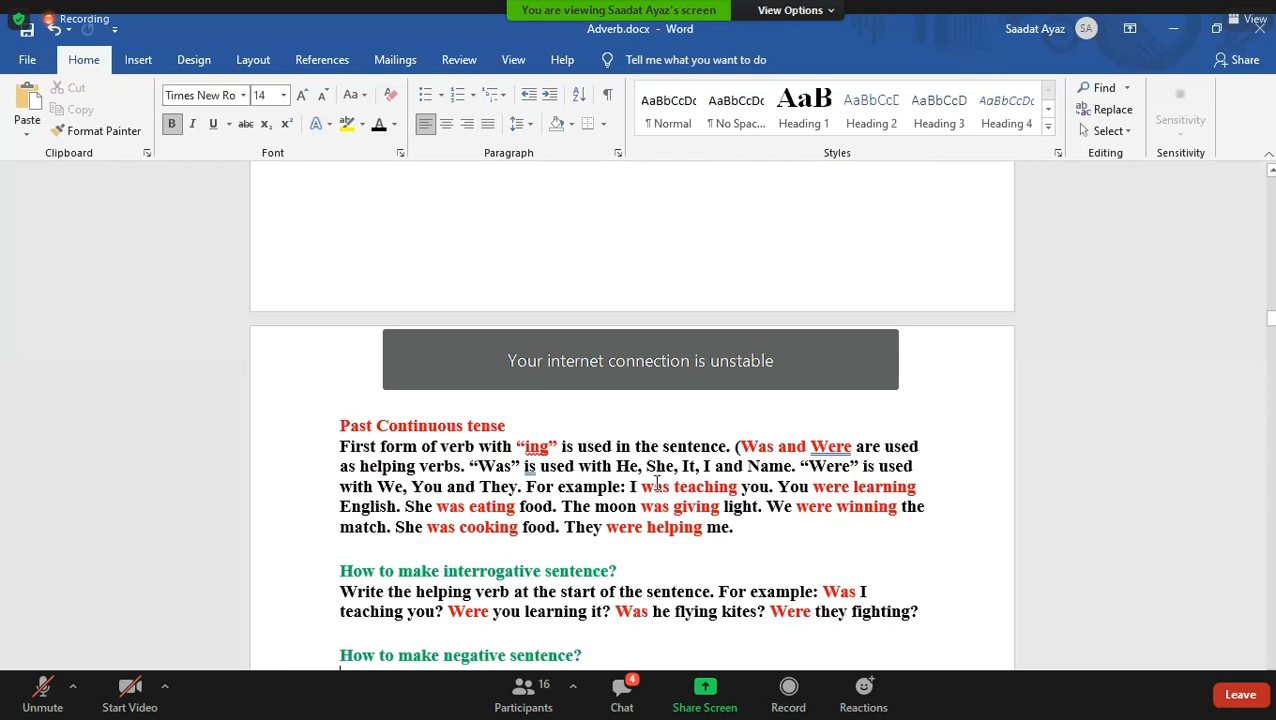 Recording
You are viewing Saadat Ayaz's screen
View Options
View
Adverb.docx - Word
Saadat Ayaz
SA
File
Home
Insert
Design
Layout
References
Mailings
Review
View
Help
Tell me what you want to do
Share
Paste
Cut
Copy
Format Painter
Clipboard
Times New Ro
14
Font
Paragraph
AaBbCcDc
¶ Normal
AaBbCcDc
¶ No Spac...
AaB
Heading 1
AaBbCcDc
Heading 2
AaBbCcDc
Heading 3
AaBbCcDc
Heading 4
Styles
Find
Replace
Select
Editing
Sensitivity
Sensitivity
Your internet connection is unstable
Past Continuous tense
First form of verb with “ing” is used in the sentence. (Was and Were are used
as helping verbs. “Was” is used with He, She, It, I and Name. “Were” is used
with We, You and They. For example: I was teaching you. You were learning
English. She was eating food. The moon was giving light. We were winning the
match. She was cooking food. They were helping me.
How to make interrogative sentence?
Write the helping verb at the start of the sentence. For example: Was I
teaching you? Were you learning it? Was he flying kites? Were they fighting?
How to make negative sentence?
Unmute
Start Video
16
Participants
4
Chat
Share Screen
Record
Reactions
Leave